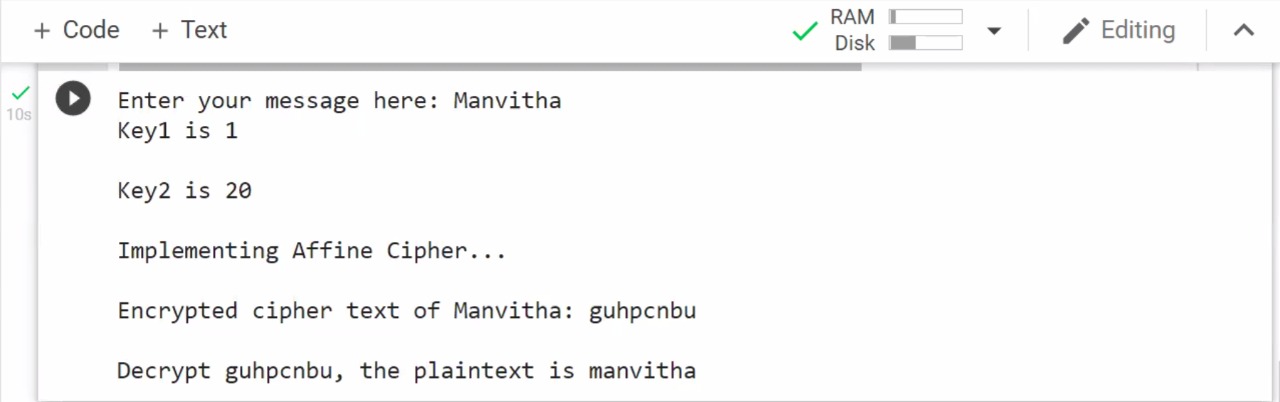 + Code + Text
RAM
Disk
Editing
10s
Enter your message here: Manvitha
Key1 is 1
Key2 is 20
Implementing Affine Cipher...
Encrypted cipher text of Manvitha: guhpcnbu
Decrypt guhpcnbu, the plaintext is manvitha